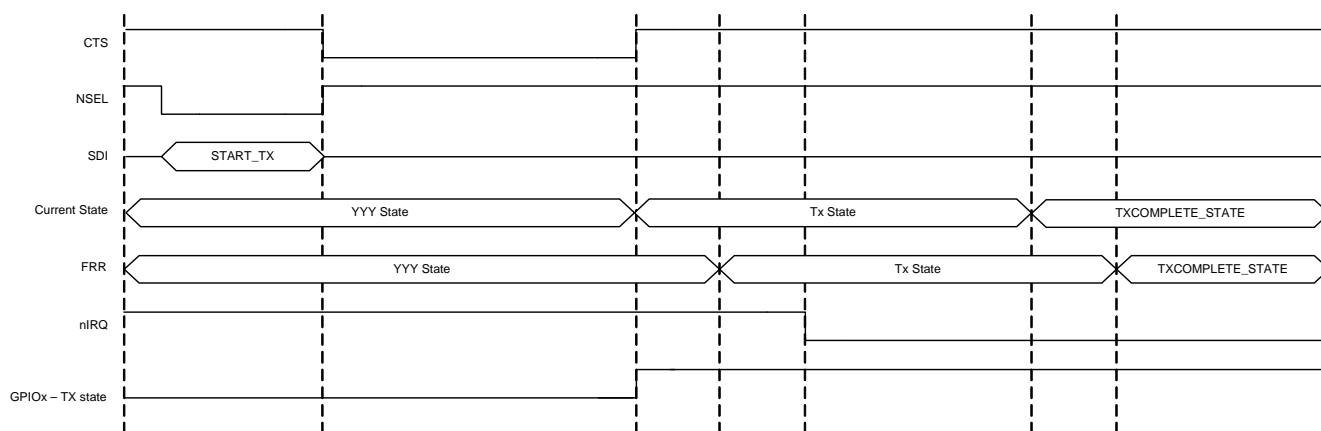 CTS
NSEL
SDI START_TX
Current State YYY State Tx State TXCOMPLETE_STATE
FRR YYY State Tx State TXCOMPLETE_STATE
nIRQ
GPIOx – TX state